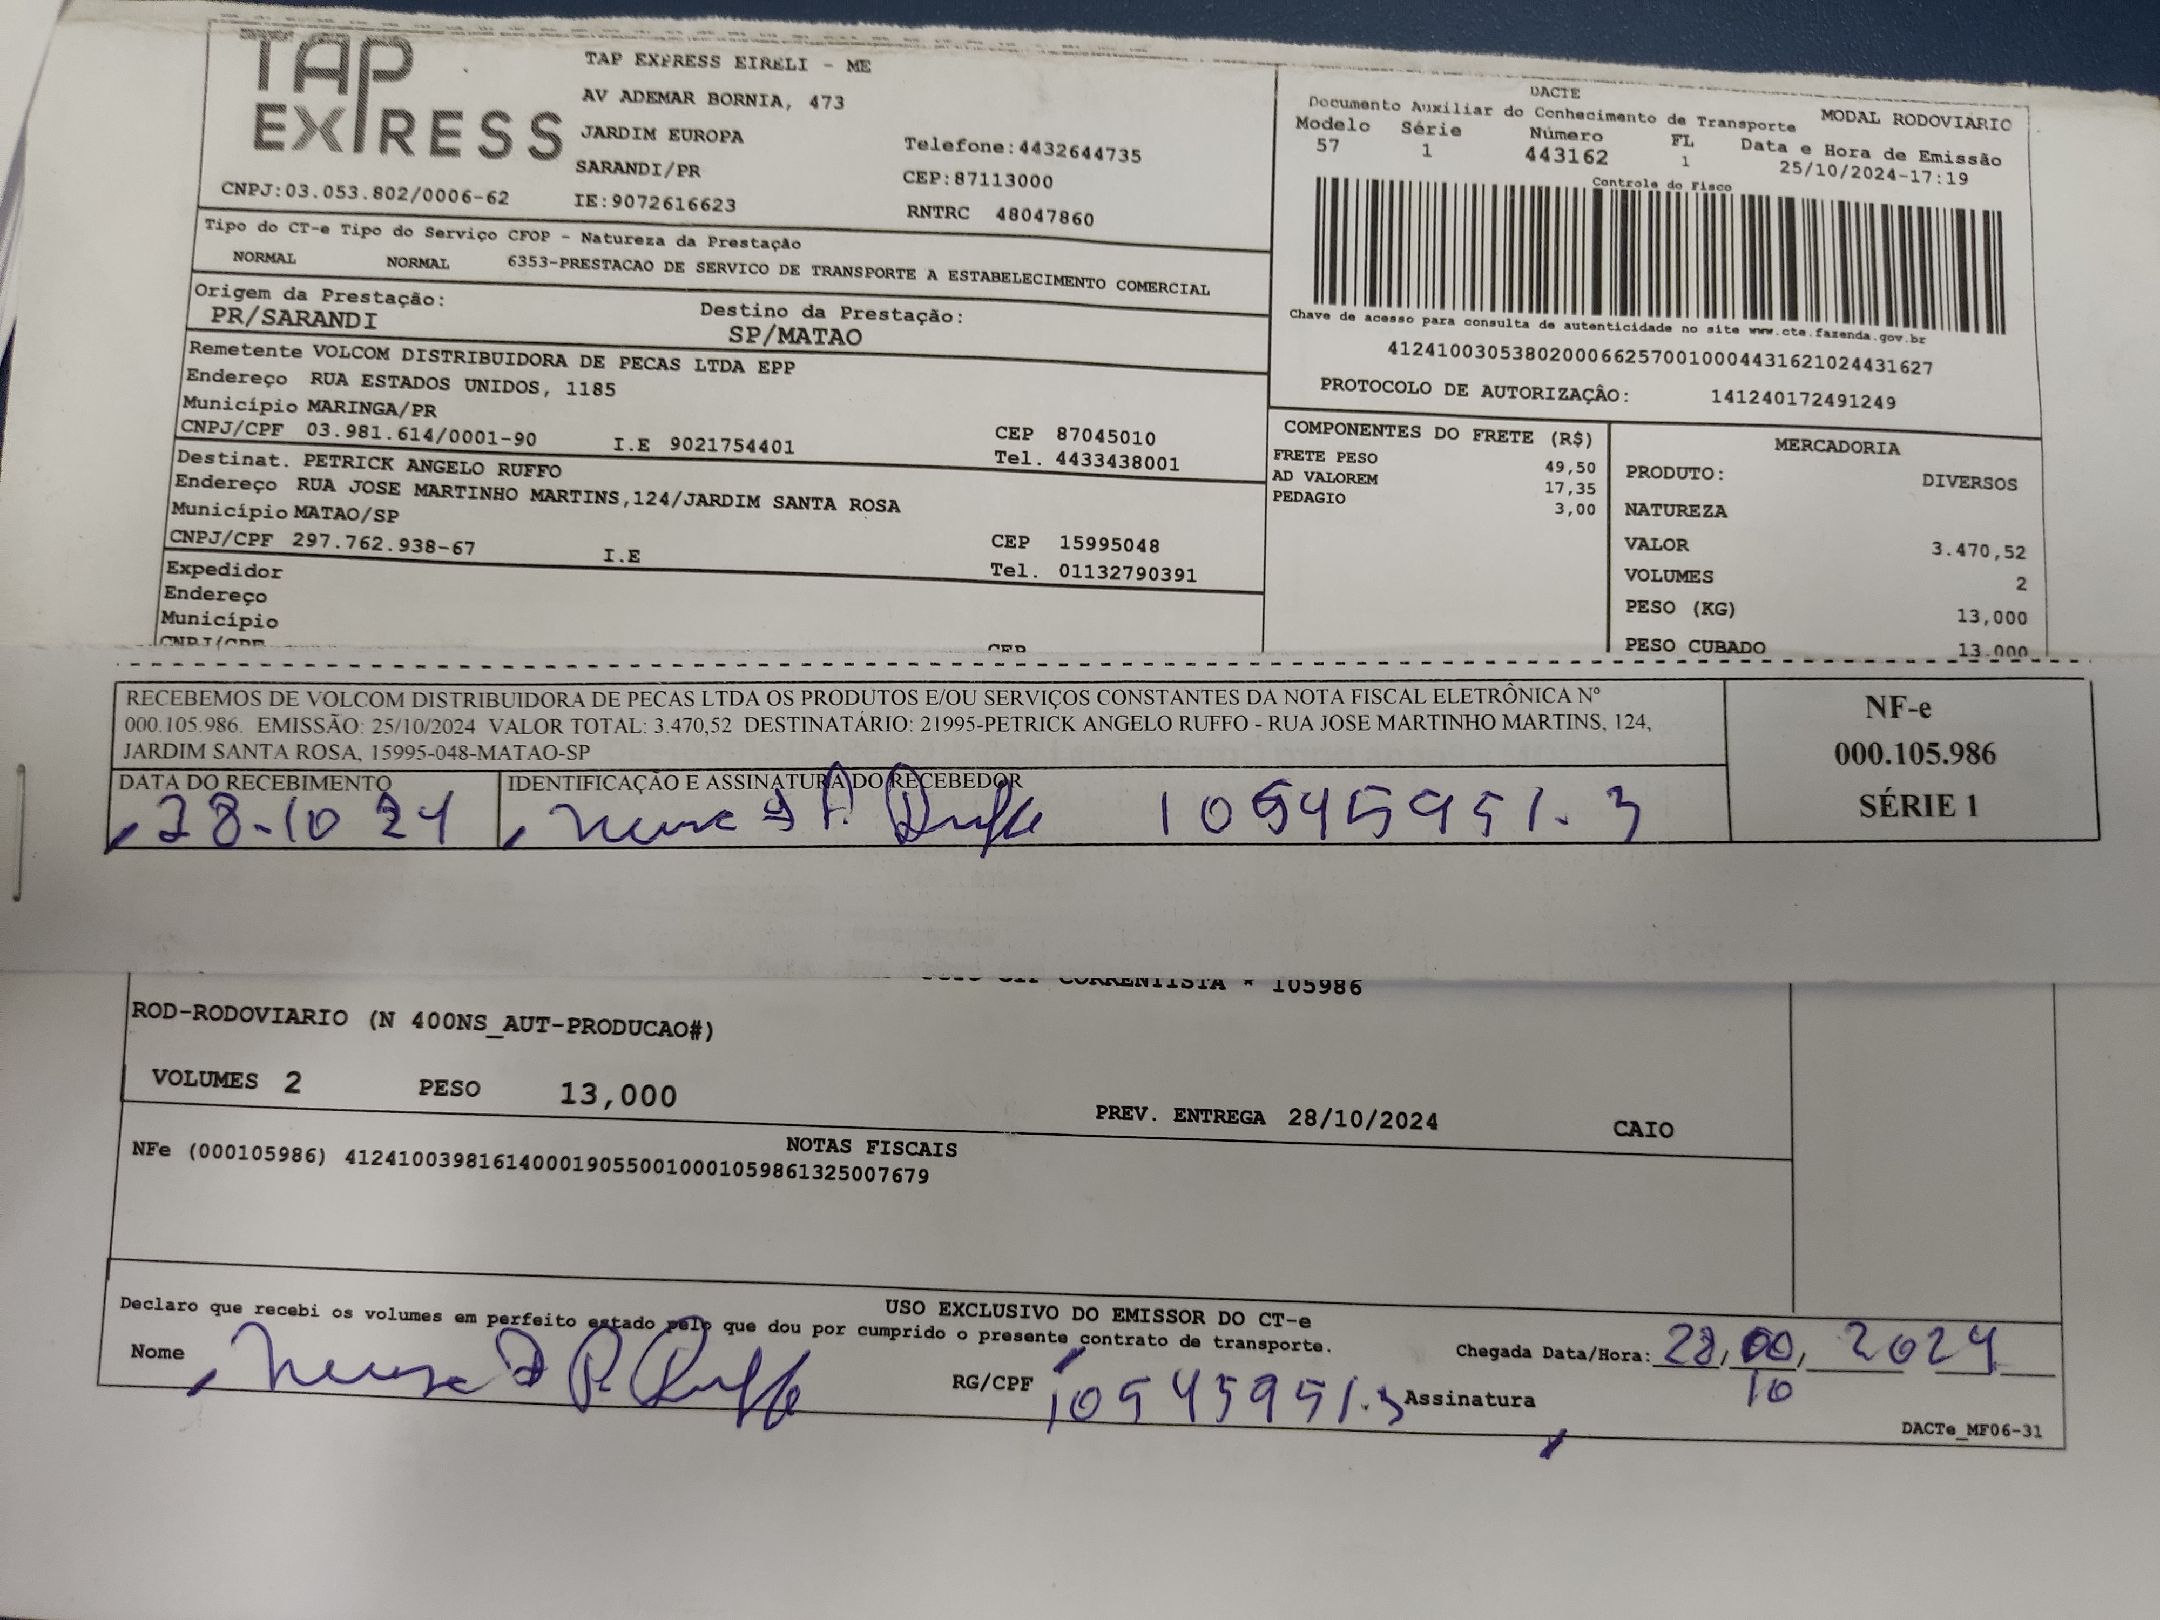 TAP EXPRESS
TAP EXPRESS EIRELI - ME
AV ADEMAR BORNIA, 473
JARDIM EUROPA
SARANDI/PR
Telefone:4432644735
CEP:87113000
CNPJ:03.053.802/0006-62 IE:9072616623 RNTRC 48047860
Tipo do CT-e Tipo do Serviço CFOP - Natureza da Prestação
NORMAL NORMAL 6353-PRESTACAO DE SERVICO DE TRANSPORTE A ESTABELECIMENTO COMERCIAL
Origem da Prestação: Destino da Prestação:
PR/SARANDI SP/MATAO
Remetente VOLCOM DISTRIBUIDORA DE PECAS LTDA EPP
Endereço RUA ESTADOS UNIDOS, 1185
Município MARINGA/PR CEP 87045010
CNPJ/CPF 03.981.614/0001-90 I.E 9021754401 Tel. 4433438001
Destinat. PETRICK ANGELO RUFFO
Endereço RUA JOSE MARTINHO MARTINS,124/JARDIM SANTA ROSA
Município MATAO/SP CEP 15995048
CNPJ/CPF 297.762.938-67 I.E Tel. 01132790391
Expedidor
Endereço
Município
CNPJ/CPF CEP
DACTE
Documento Auxiliar do Conhecimento de Transporte MODAL RODOVIARIO
Modelo Série Número FL Data e Hora de Emissão
57 1 443162 1 25/10/2024-17:19
Controle do Fisco
Chave de acesso para consulta de autenticidade no site www.cte.fazenda.gov.br
41241003053802000662570010004431621024431627
PROTOCOLO DE AUTORIZAÇÂO: 141240172491249
COMPONENTES DO FRETE (R$)
FRETE PESO 49,50
AD VALOREM 17,35
PEDAGIO 3,00
MERCADORIA
PRODUTO: DIVERSOS
NATUREZA
VALOR 3.470,52
VOLUMES 2
PESO (KG) 13,000
PESO CUBADO 13.000
RECEBEMOS DE VOLCOM DISTRIBUIDORA DE PECAS LTDA OS PRODUTOS E/OU SERVIÇOS CONSTANTES DA NOTA FISCAL ELETRÔNICA Nº
000.105.986. EMISSÃO: 25/10/2024 VALOR TOTAL: 3.470,52 DESTINATÁRIO: 21995-PETRICK ANGELO RUFFO - RUA JOSE MARTINHO MARTINS, 124,
JARDIM SANTA ROSA, 15995-048-MATAO-SP
DATA DO RECEBIMENTO IDENTIFICAÇÃO E ASSINATURA DO RECEBEDOR
28-10 24 Ruffo 10545951.3
NF-e
000.105.986
SÉRIE 1
CORRENTISTA * 105986
ROD-RODOVIARIO (N 400NS_AUT-PRODUCAO#)
VOLUMES 2 PESO 13,000 PREV. ENTREGA 28/10/2024 CAIO
NOTAS FISCAIS
NFe (000105986) 41241003981614000190550010001059861325007679
USO EXCLUSIVO DO EMISSOR DO CT-e
Declaro que recebi os volumes em perfeito estado pelo que dou por cumprido o presente contrato de transporte.
Nome Ruffo RG/CPF 10545951.3 Assinatura
Chegada Data/Hora: 28, 2024
10
DACTe_MF06-31